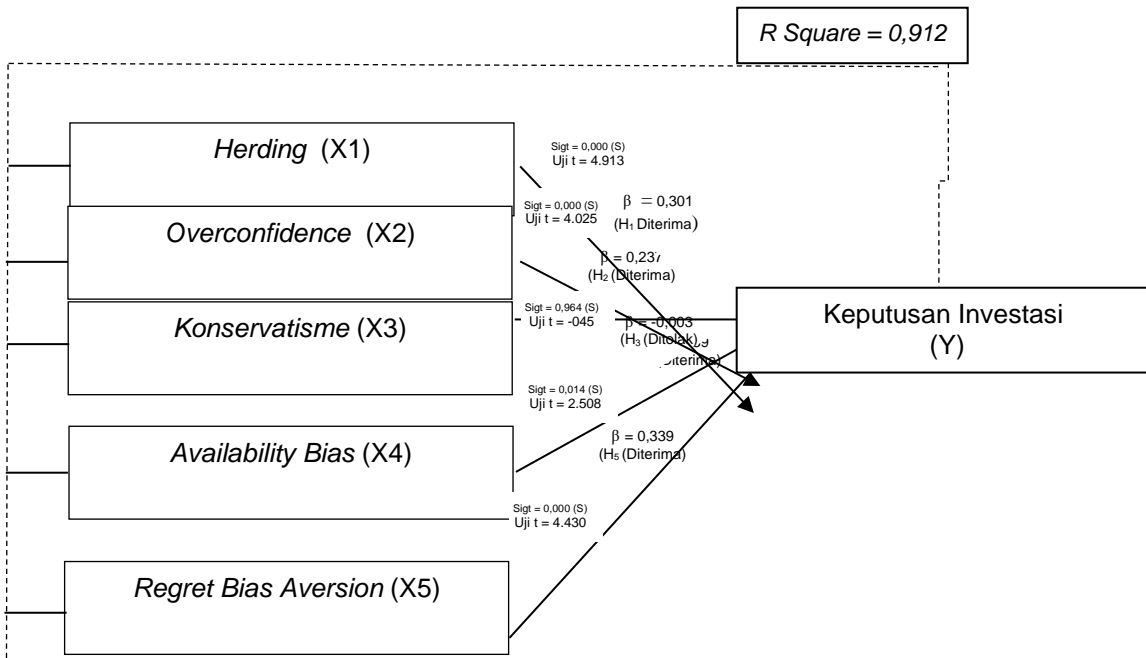 R Square = 0,912
Herding (X1)
Sigt = 0,000 (S)
Uji t = 4.913
β = 0,301
(H1 Diterima)
Overconfidence (X2)
Sigt = 0,000 (S)
Uji t = 4.025
β = 0,237
(H2 (Diterima)
Konservatisme (X3)
Sigt = 0,964 (S)
Uji t = -045
β = -0,003
(H3 (Ditolak)
Diterima)
Keputusan Investasi
(Y)
Availability Bias (X4)
Sigt = 0,014 (S)
Uji t = 2.508
β = 0,339
(H5 (Diterima)
Sigt = 0,000 (S)
Uji t = 4.430
Regret Bias Aversion (X5)